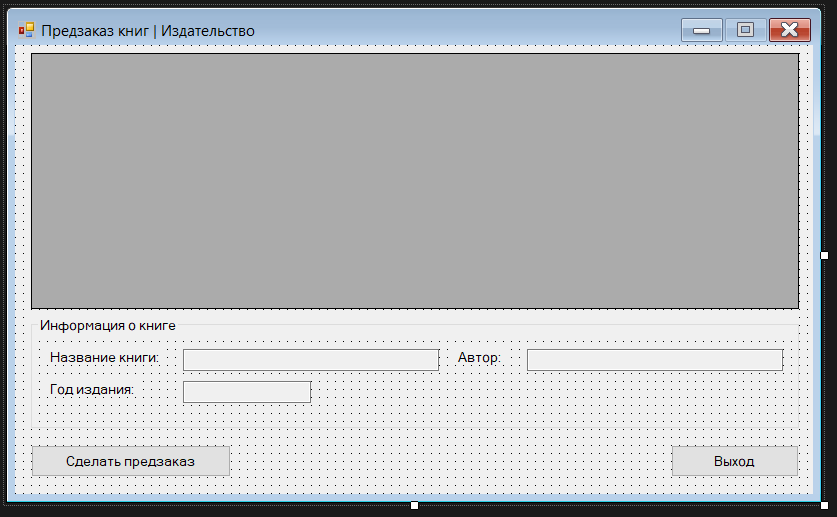 Предзаказ книг | Издательство
Информация о книге
Название книги: Автор:
Год издания:
Сделать предзаказ Выход